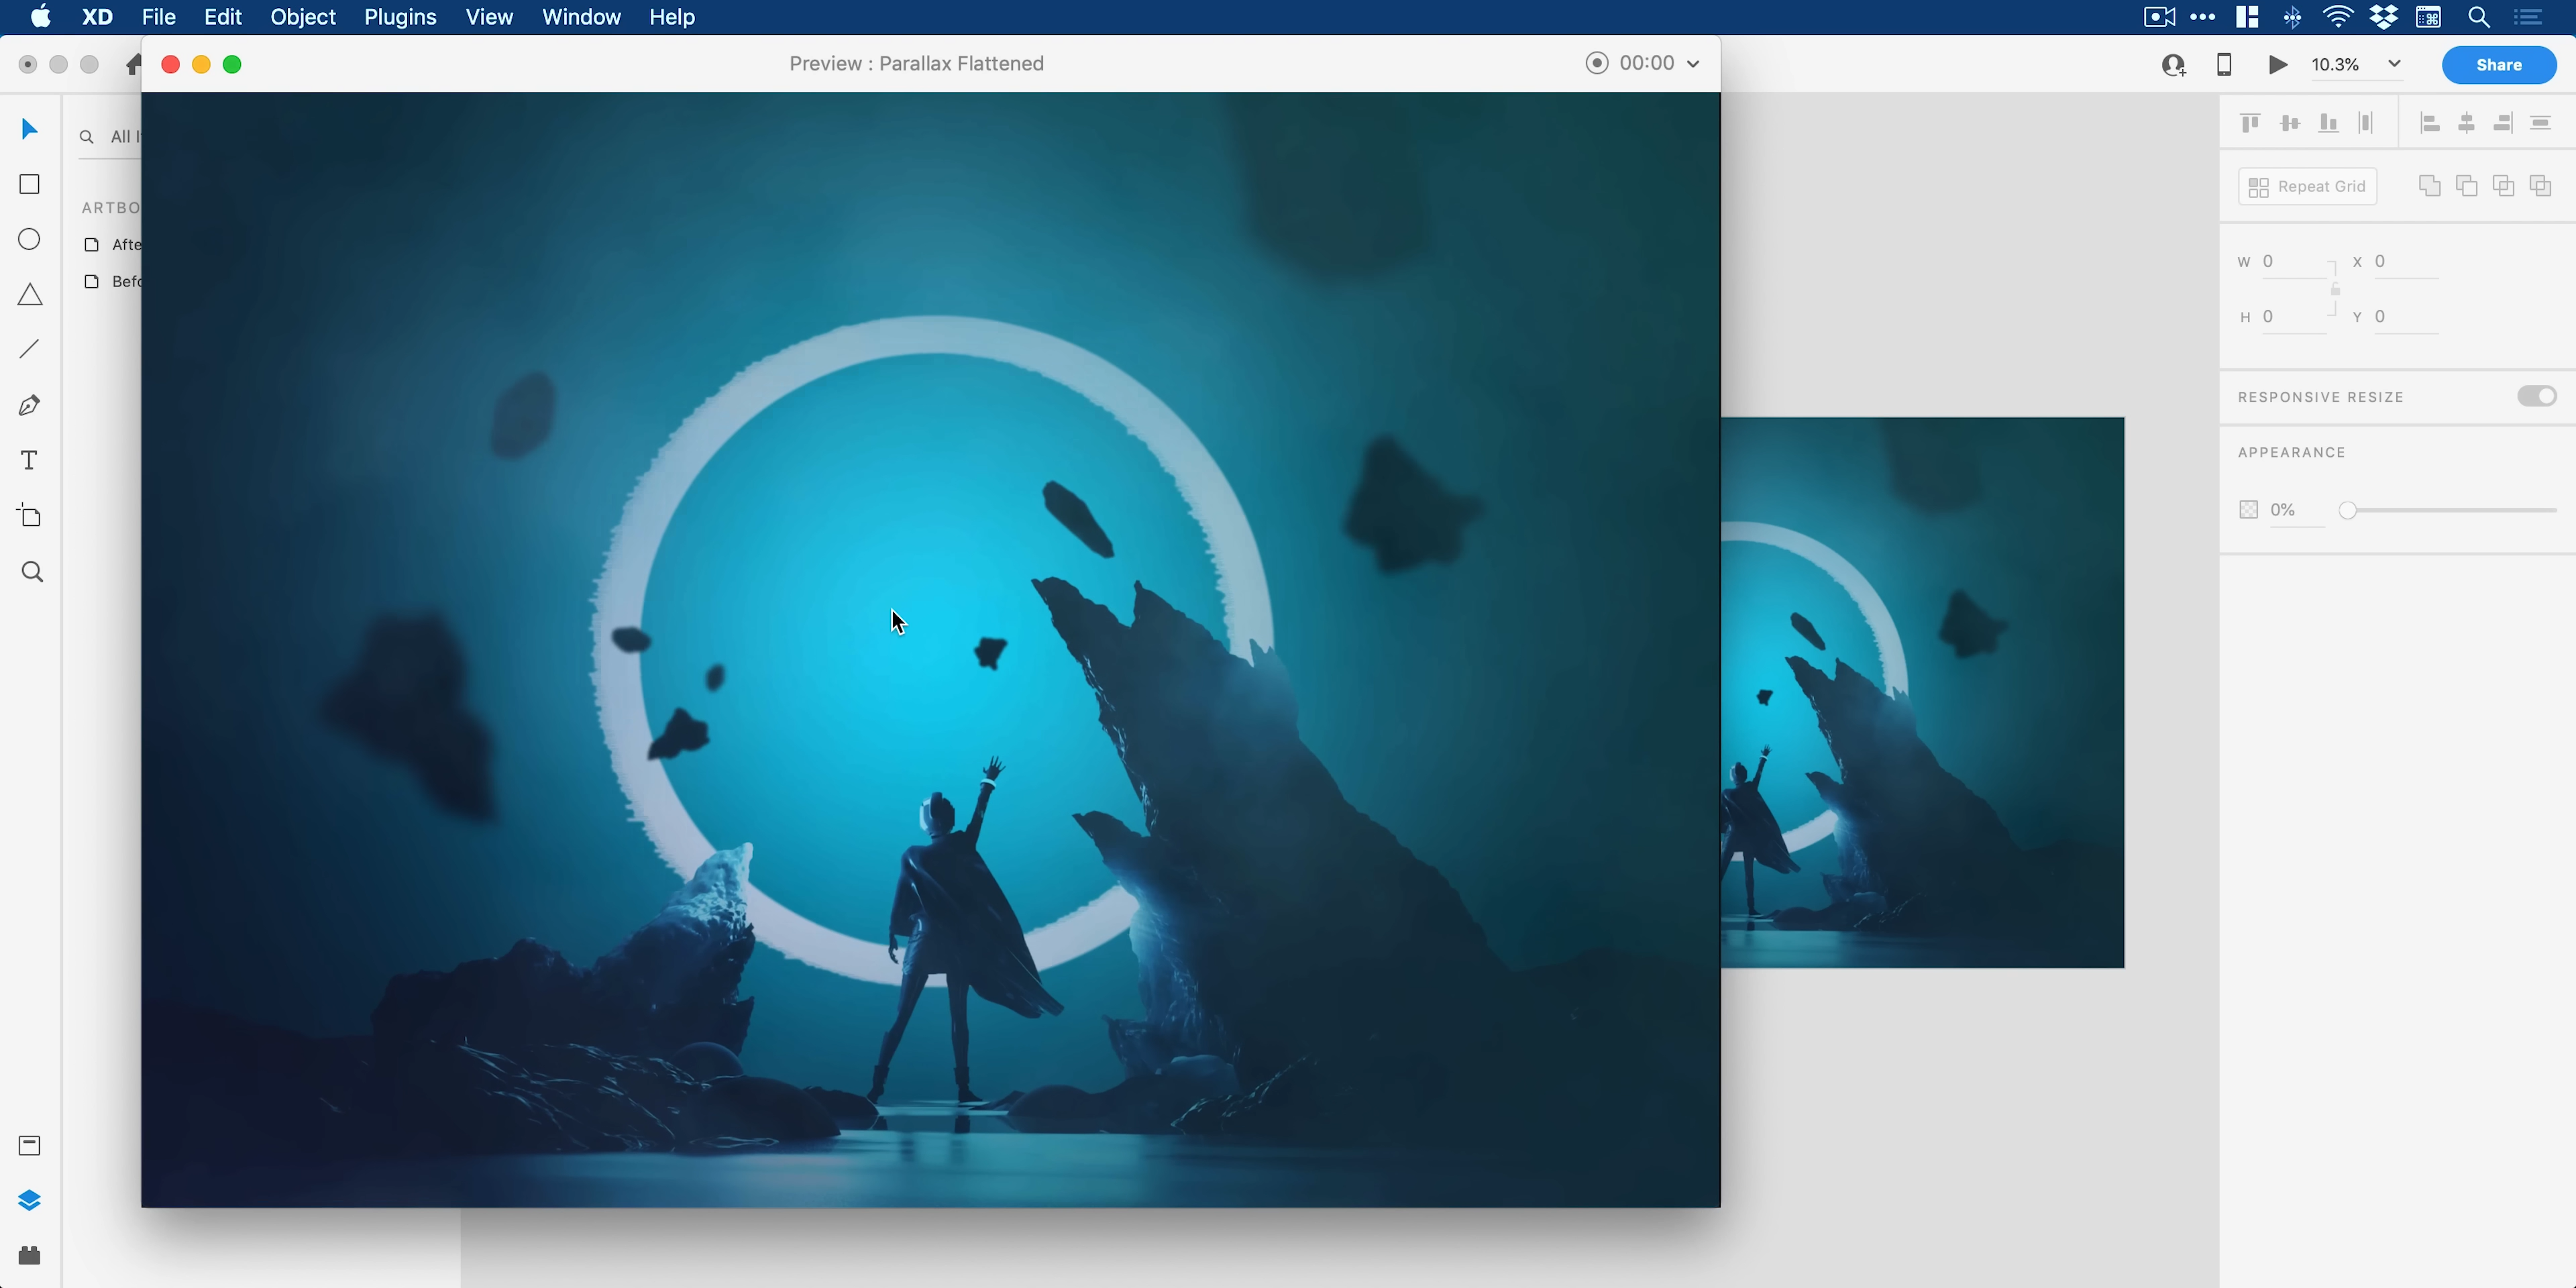 XD File Edit Object Plugins View Window Help
Preview : Parallax Flattened
00:00
10.3%
Share
All
ARTBO
Afte
Befo
Repeat Grid
W 0 X 0
H 0 Y 0
RESPONSIVE RESIZE
APPEARANCE
0%